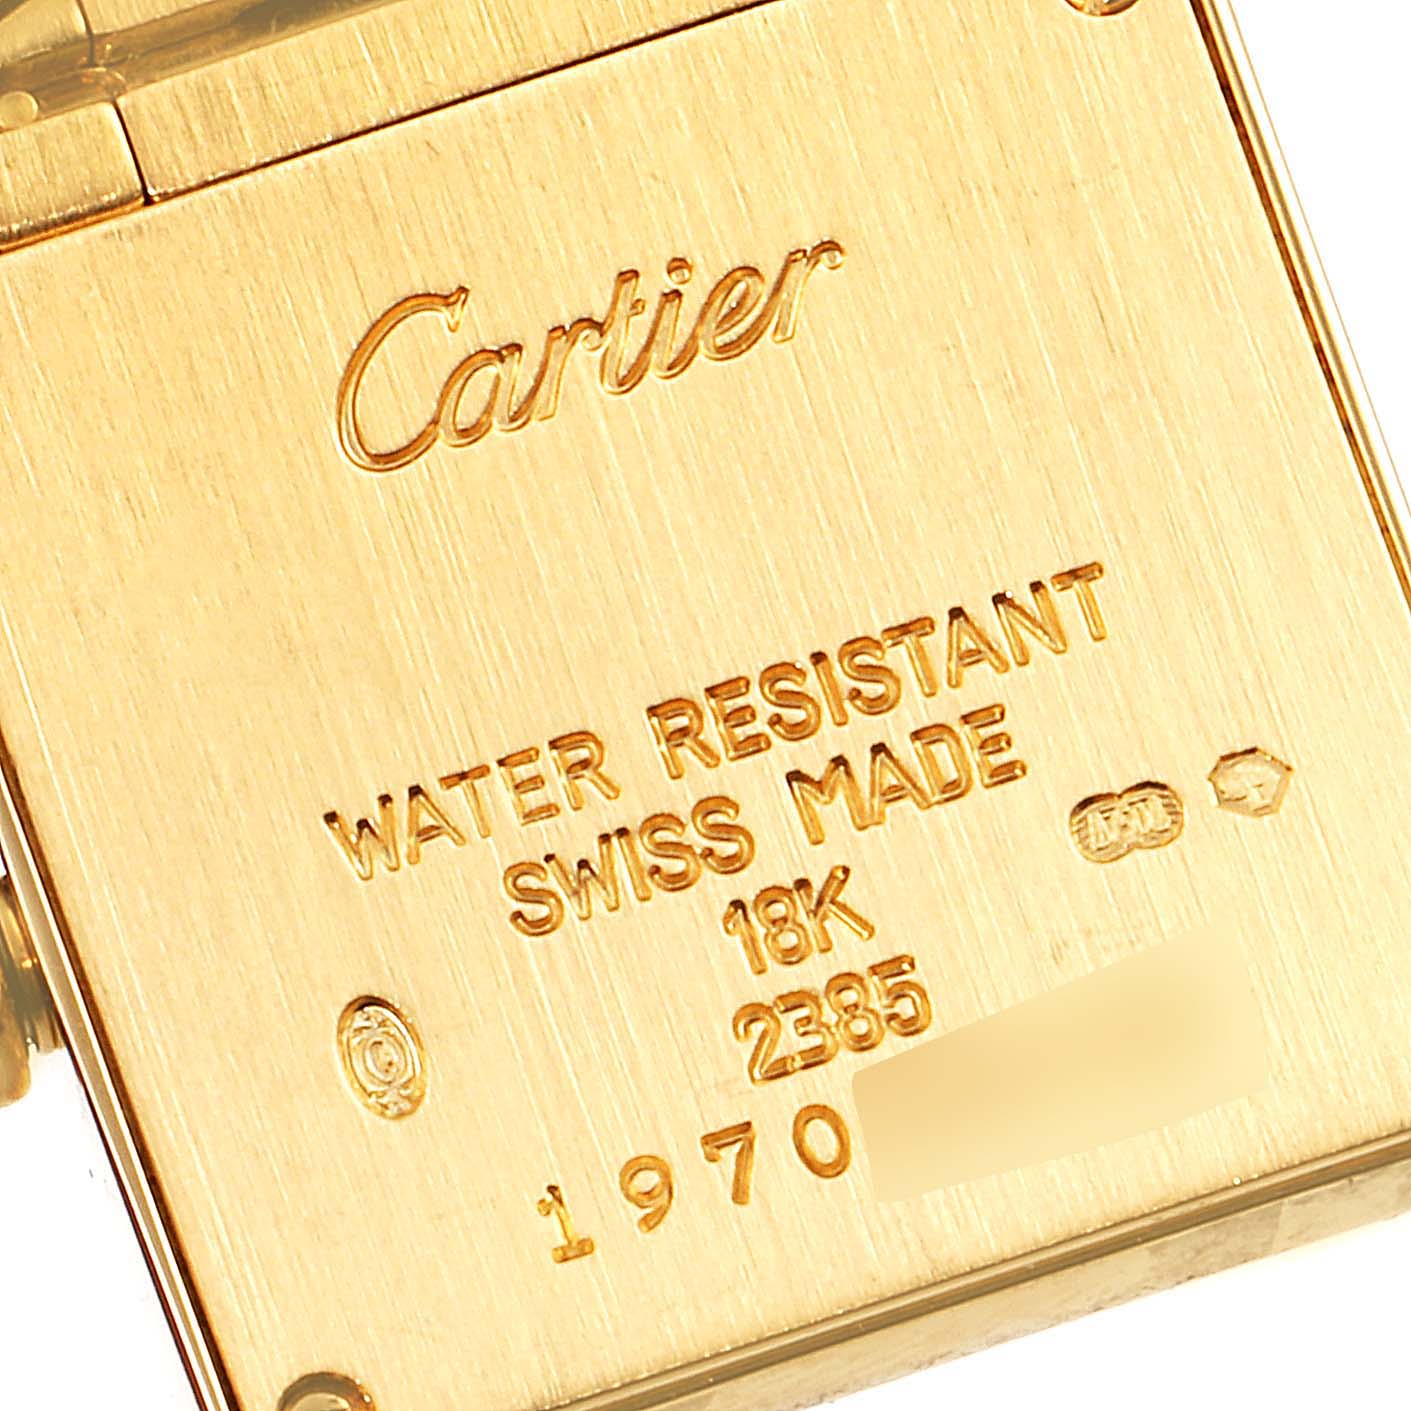 Cartier
WATER RESISTANT
SWISS MADE
18K
2385
1970